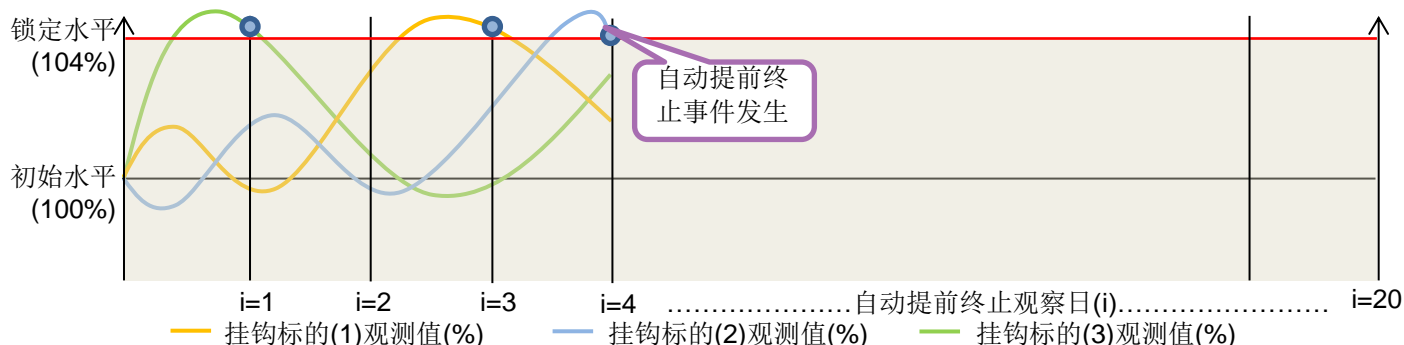 锁定水平
(104%)
自动提前终
止事件发生
初始水平
(100%)
i=1 i=2 i=3 i=4 …………………自动提前终止观察日(i)……………………… i=20
挂钩标的(1)观测值(%) 挂钩标的(2)观测值(%) 挂钩标的(3)观测值(%)